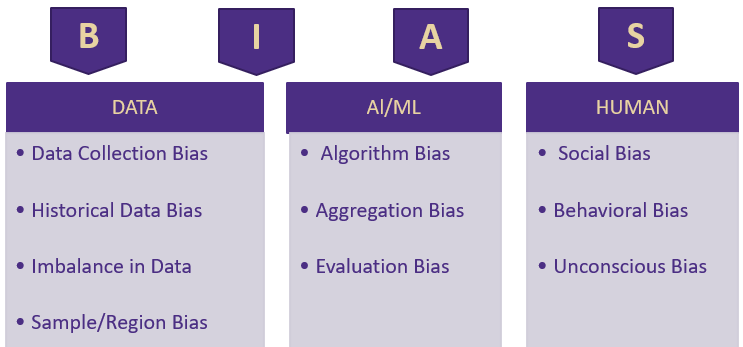 B I A S
DATA
• Data Collection Bias
• Historical Data Bias
• Imbalance in Data
• Sample/Region Bias
AI/ML
• Algorithm Bias
• Aggregation Bias
• Evaluation Bias
HUMAN
• Social Bias
• Behavioral Bias
• Unconscious Bias